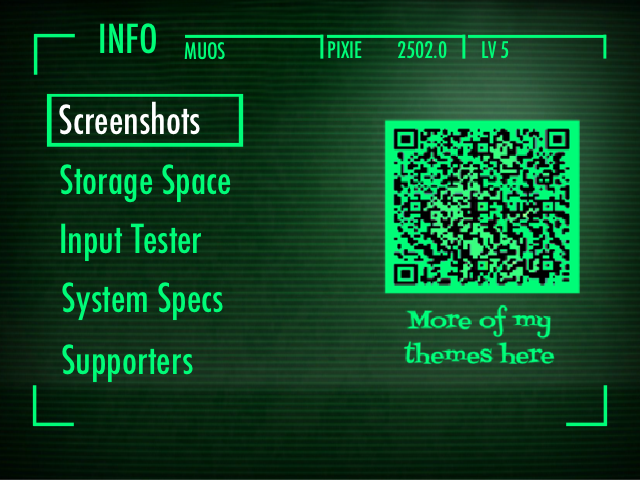 INFO MUOS PIXIE 2502.0 LV 5
Screenshots
Storage Space
Input Tester
System Specs
Supporters
More of my
themes here